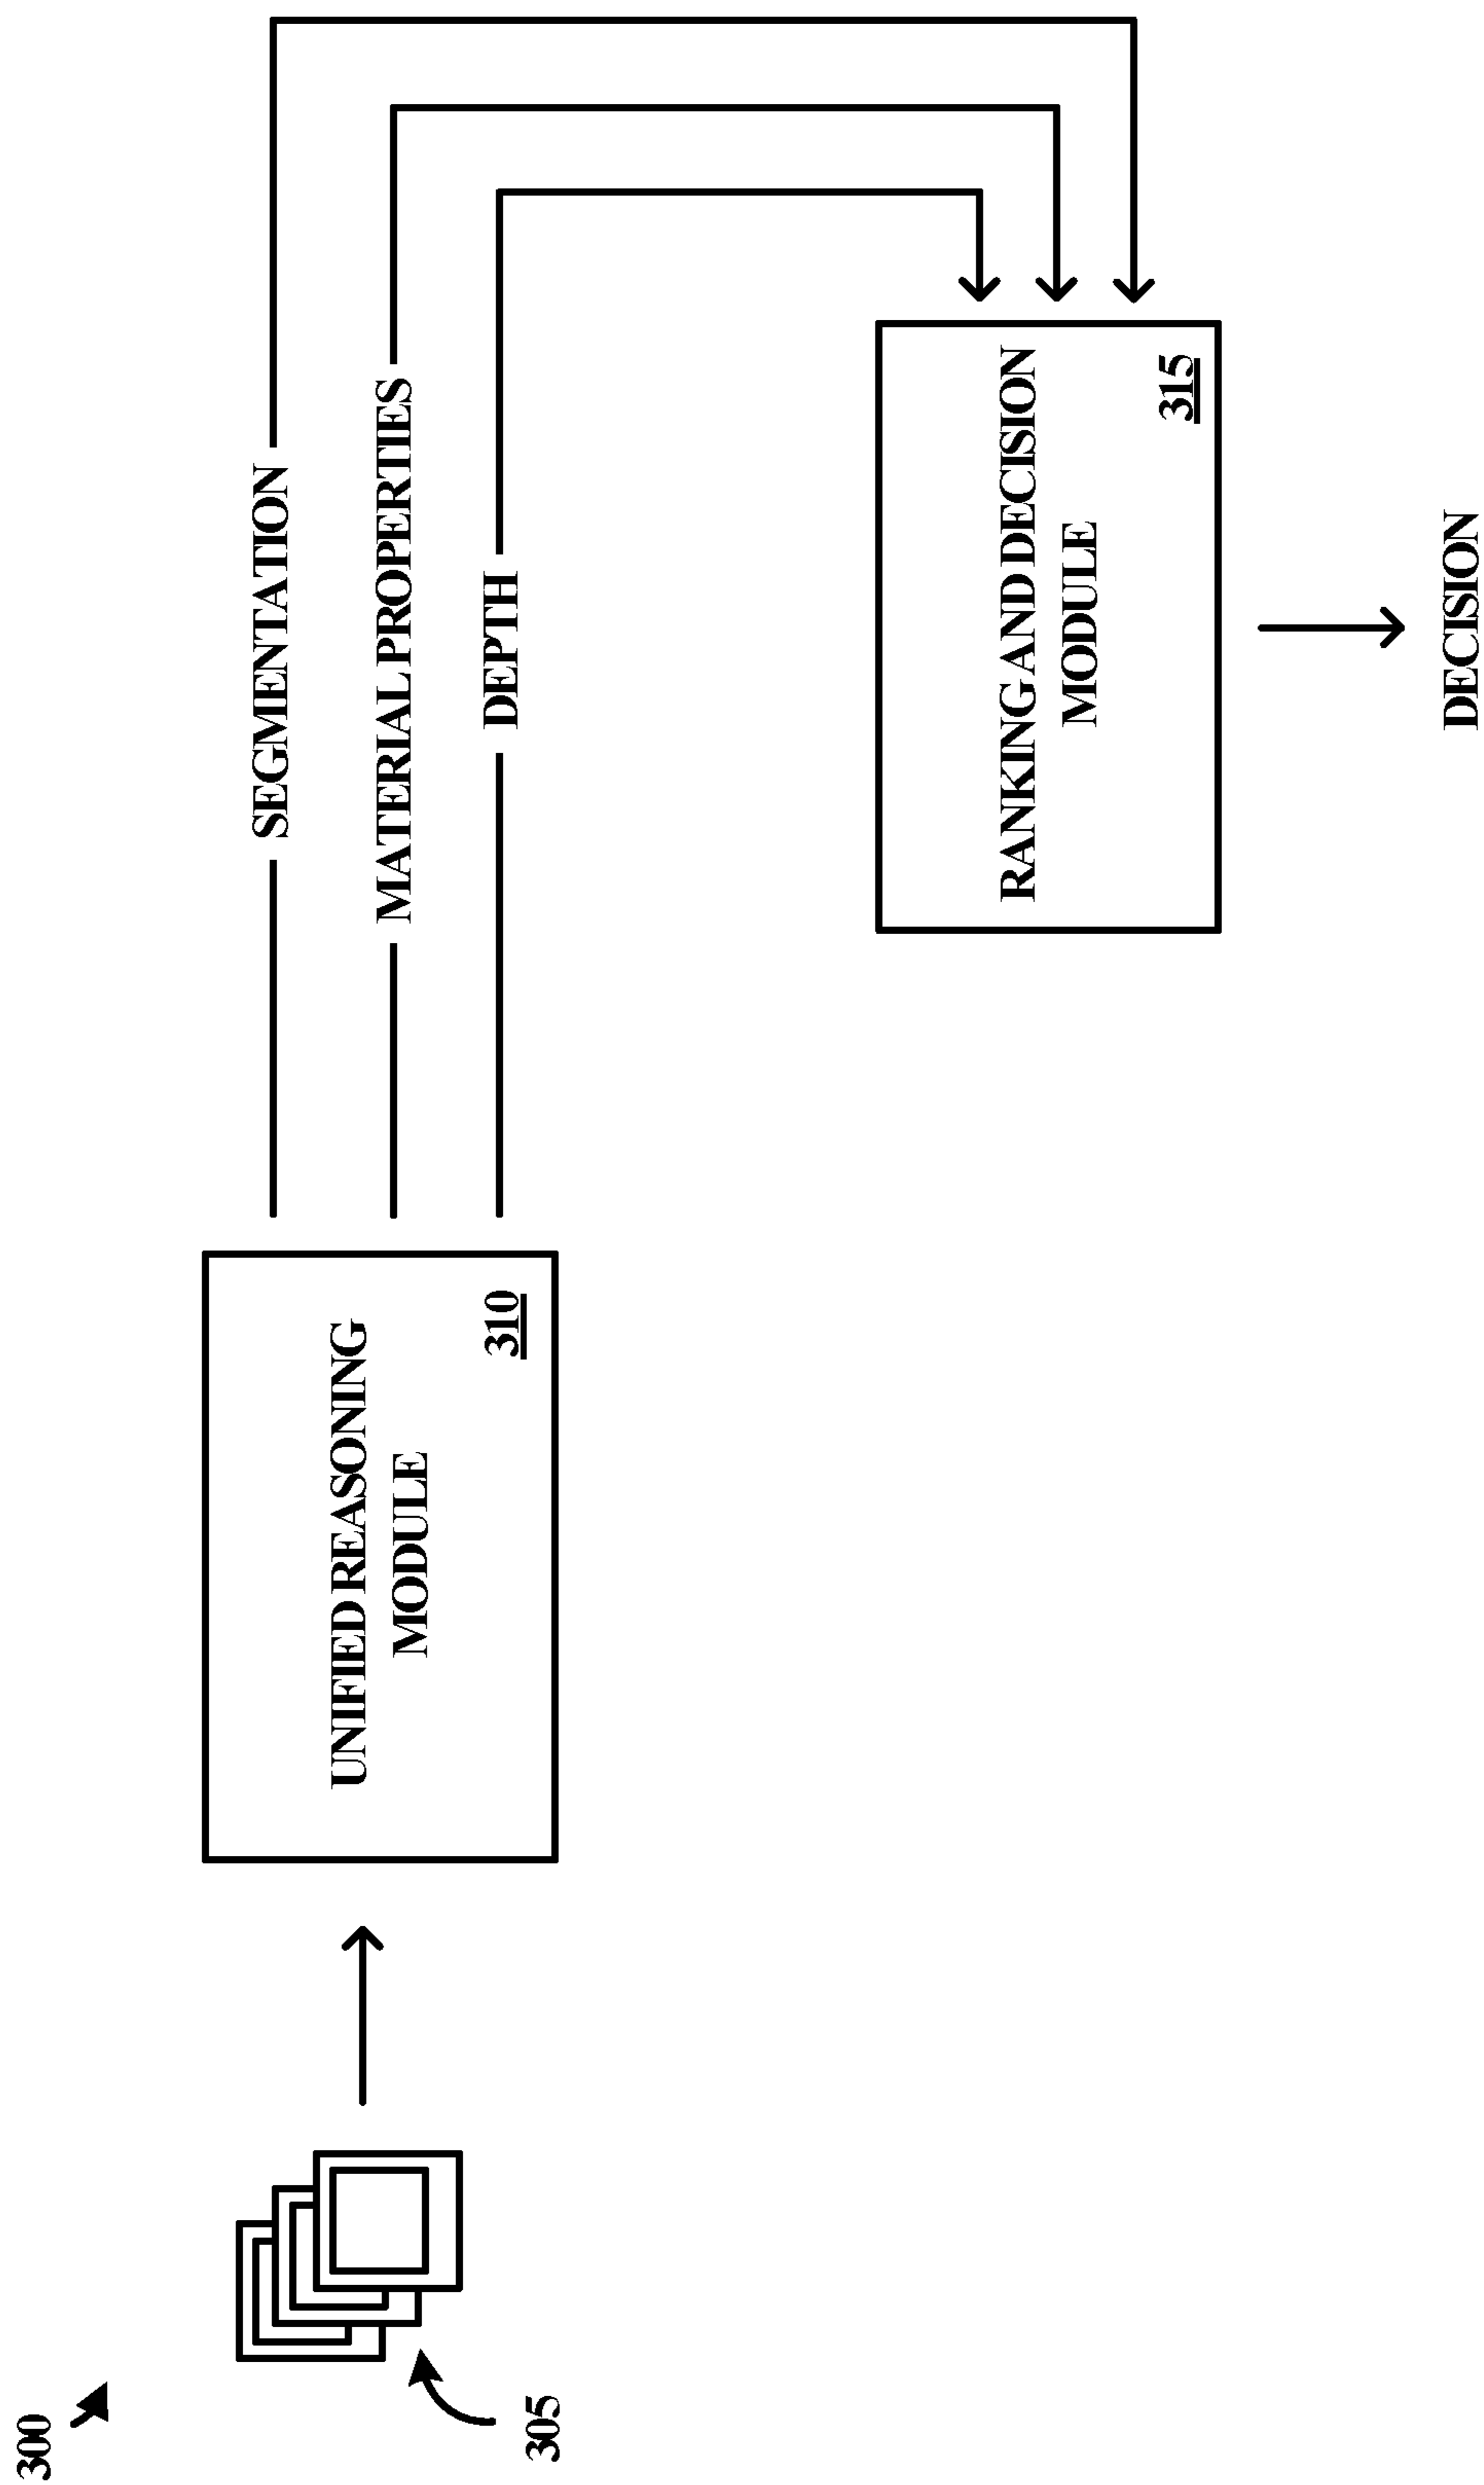 300
305
UNIFIED REASONING
MODULE
310
SEGMENTATION
MATERIAL PROPERTIES
DEPTH
RANKING AND DECISION
MODULE
315
DECISION